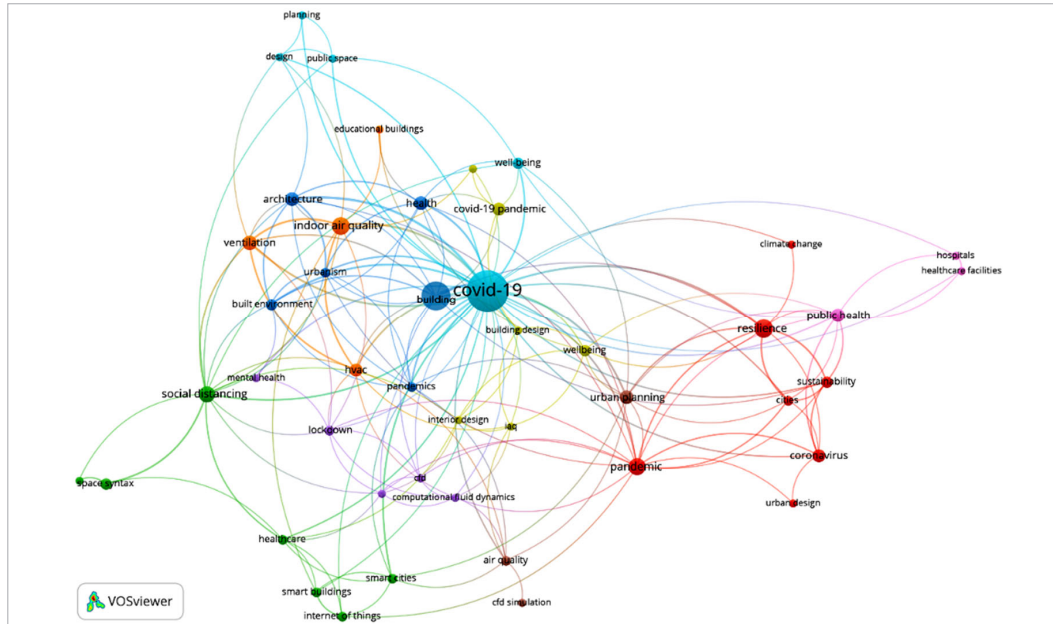 planning
design
public space
educational buildings
well-being
architecture
health
covid-19 pandemic
indoor air quality
ventilation
climate change
hospitals
urbanism
healthcare facilities
covid-19
building
built environment
public health
building design
resilience
wellbeing
hvac
mental health
pandemics
sustainability
social distancing
urban planning
cities
interior design
iaq
lockdown
coronavirus
pandemic
cfd
space syntax
computational fluid dynamics
urban design
healthcare
air quality
smart cities
smart buildings
cfd simulation
internet of things
VOSviewer